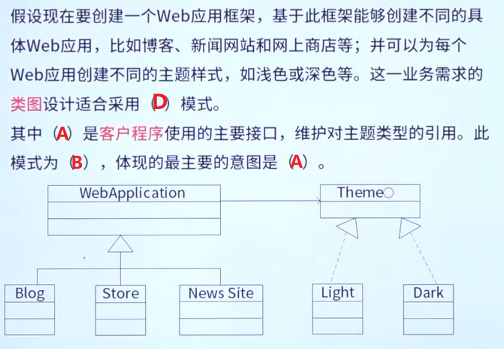 假设现在要创建一个Web应用框架，基于此框架能够创建不同的具
体Web应用，比如博客、新闻网站和网上商店等；并可以为每个
Web应用创建不同的主题样式，如浅色或深色等。这一业务需求的
类图设计适合采用（D）模式。
其中（A）是客户程序使用的主要接口，维护对主题类型的引用。此
模式为（B），体现的最主要的意图是（A）。
WebApplication
Theme
Blog
Store
News Site
Light
Dark